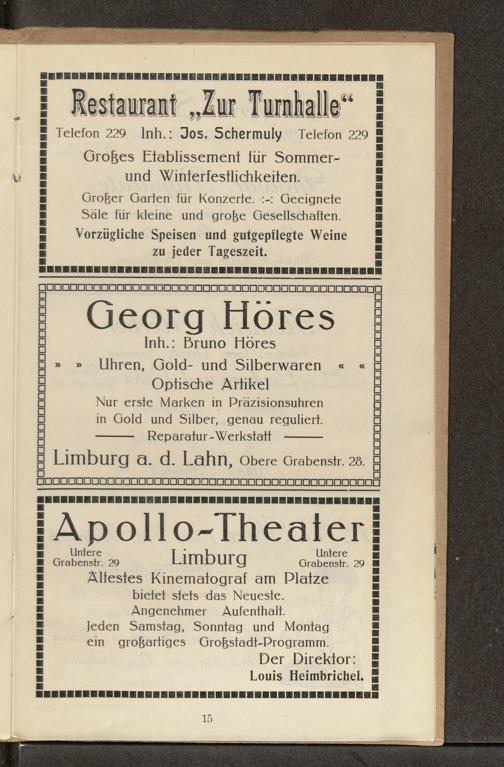 Restaurant „Zur Turnhalle“
Telefon 229 Inh.: Jos. Schermuly Telefon 229
Großes Etablissement für Sommer-
und Winterfestlichkeiten.
Großer Garten für Konzerte. :-: Geeignete
Säle für kleine und große Gesellschaften.
Vorzügliche Speisen und gutgepflegte Weine
zu jeder Tageszeit.
Georg Höres
Inh.: Bruno Höres
» » Uhren, Gold- und Silberwaren « «
Optische Artikel
Nur erste Marken in Präzisionsuhren
in Gold und Silber, genau reguliert.
Reparatur-Werkstatt
Limburg a. d. Lahn, Obere Grabenstr. 28.
Apollo-Theater
Untere Grabenstr. 29 Limburg Untere Grabenstr. 29
Ältestes Kinematograf am Platze
bietet stets das Neueste.
Angenehmer Aufenthalt.
Jeden Samstag, Sonntag und Montag
ein großartiges Großstadt-Programm.
Der Direktor:
Louis Heimbrichel.
15